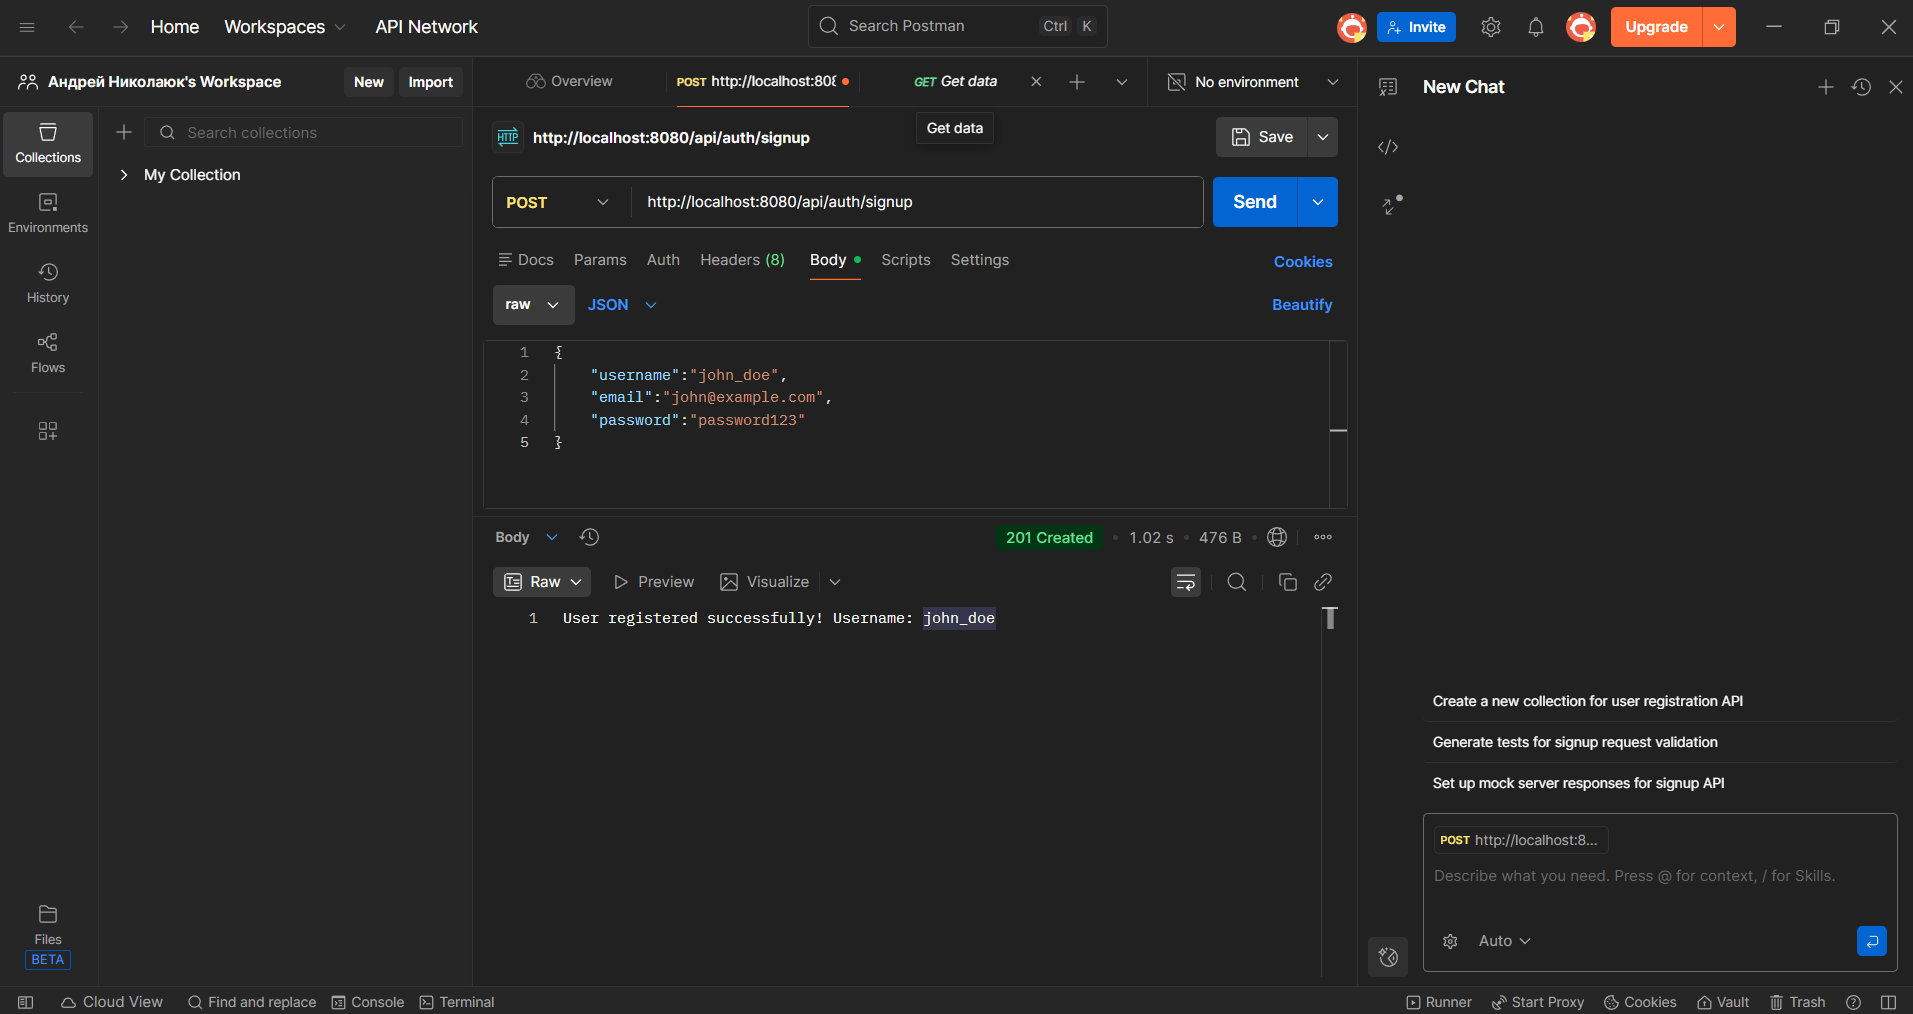 Home Workspaces API Network Search Postman Ctrl K Invite Upgrade
Андрей Николаюк's Workspace New Import
Overview POST http://localhost:808 GET Get data No environment
New Chat
Collections
Search collections
Get data
http://localhost:8080/api/auth/signup Save
My Collection
Environments
POST http://localhost:8080/api/auth/signup Send
Docs Params Auth Headers (8) Body Scripts Settings Cookies
History
raw JSON Beautify
Flows
1 {
2 "username":"john_doe",
3 "email":"john@example.com",
4 "password":"password123"
5 }
Body 201 Created • 1.02 s • 476 B
Raw Preview Visualize
1 User registered successfully! Username: john_doe
Create a new collection for user registration API
Generate tests for signup request validation
Set up mock server responses for signup API
POST http://localhost:8...
Describe what you need. Press @ for context, / for Skills.
Auto
Files
BETA
Cloud View Find and replace Console Terminal Runner Start Proxy Cookies Vault Trash